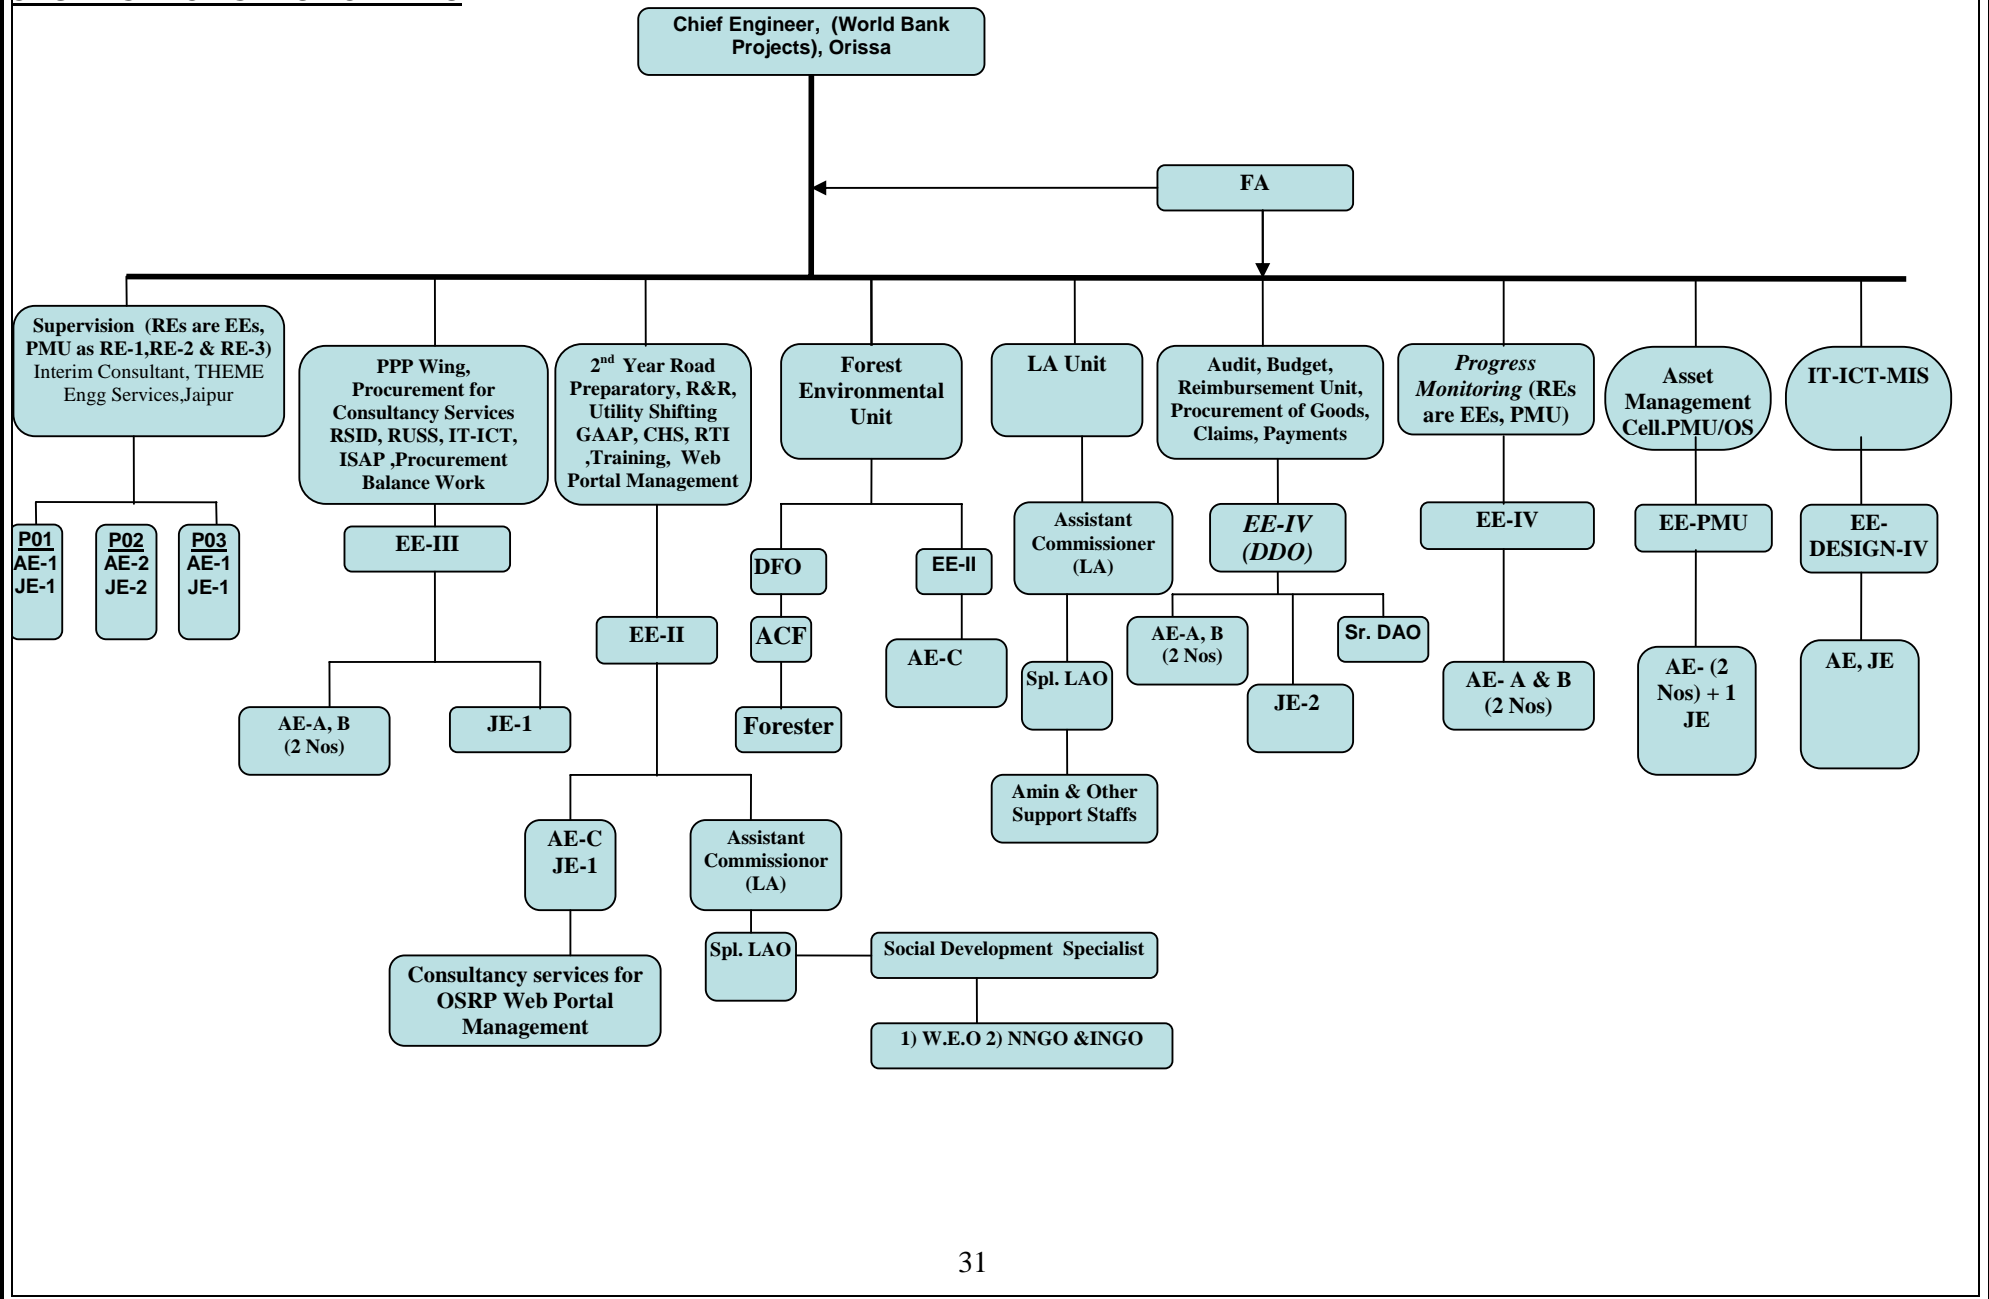 Chief Engineer, (World Bank
Projects), Orissa
FA
Supervision (REs are EEs,
PMU as RE-1,RE-2 & RE-3)
Interim Consultant, THEME
Engg Services,Jaipur
PPP Wing,
Procurement for
Consultancy Services
RSID, RUSS, IT-ICT,
ISAP ,Procurement
Balance Work
2nd Year Road
Preparatory, R&R,
Utility Shifting
GAAP, CHS, RTI
,Training, Web
Portal Management
Forest
Environmental
Unit
LA Unit
Audit, Budget,
Reimbursement Unit,
Procurement of Goods,
Claims, Payments
Progress
Monitoring (REs
are EEs, PMU)
Asset
Management
Cell.PMU/OS
IT-ICT-MIS
P01
AE-1
JE-1
P02
AE-2
JE-2
P03
AE-1
JE-1
EE-III
AE-A, B
(2 Nos)
JE-1
EE-II
AE-C
JE-1
Consultancy services for
OSRP Web Portal
Management
Assistant
Commissionor
(LA)
Spl. LAO
Social Development Specialist
1) W.E.O 2) NNGO &INGO
DFO
ACF
Forester
EE-II
AE-C
Assistant
Commissioner
(LA)
Spl. LAO
Amin & Other
Support Staffs
EE-IV
(DDO)
AE-A, B
(2 Nos)
JE-2
Sr. DAO
EE-IV
AE- A & B
(2 Nos)
EE-PMU
AE- (2
Nos) + 1
JE
EE-
DESIGN-IV
AE, JE
31